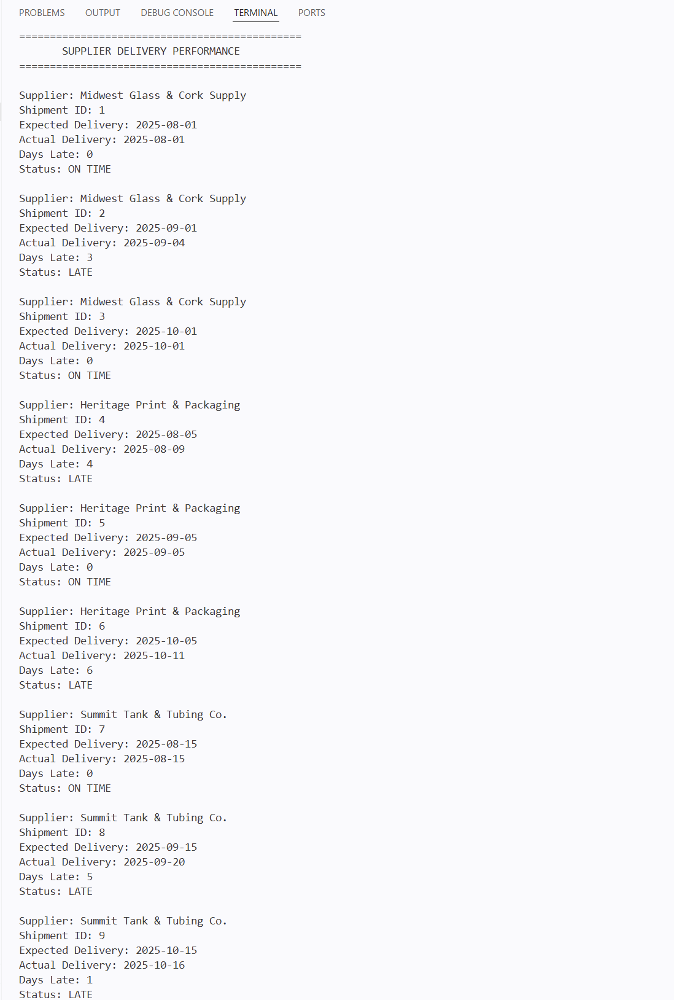 PROBLEMS OUTPUT DEBUG CONSOLE TERMINAL PORTS
==============================================
SUPPLIER DELIVERY PERFORMANCE
==============================================
Supplier: Midwest Glass & Cork Supply
Shipment ID: 1
Expected Delivery: 2025-08-01
Actual Delivery: 2025-08-01
Days Late: 0
Status: ON TIME
Supplier: Midwest Glass & Cork Supply
Shipment ID: 2
Expected Delivery: 2025-09-01
Actual Delivery: 2025-09-04
Days Late: 3
Status: LATE
Supplier: Midwest Glass & Cork Supply
Shipment ID: 3
Expected Delivery: 2025-10-01
Actual Delivery: 2025-10-01
Days Late: 0
Status: ON TIME
Supplier: Heritage Print & Packaging
Shipment ID: 4
Expected Delivery: 2025-08-05
Actual Delivery: 2025-08-09
Days Late: 4
Status: LATE
Supplier: Heritage Print & Packaging
Shipment ID: 5
Expected Delivery: 2025-09-05
Actual Delivery: 2025-09-05
Days Late: 0
Status: ON TIME
Supplier: Heritage Print & Packaging
Shipment ID: 6
Expected Delivery: 2025-10-05
Actual Delivery: 2025-10-11
Days Late: 6
Status: LATE
Supplier: Summit Tank & Tubing Co.
Shipment ID: 7
Expected Delivery: 2025-08-15
Actual Delivery: 2025-08-15
Days Late: 0
Status: ON TIME
Supplier: Summit Tank & Tubing Co.
Shipment ID: 8
Expected Delivery: 2025-09-15
Actual Delivery: 2025-09-20
Days Late: 5
Status: LATE
Supplier: Summit Tank & Tubing Co.
Shipment ID: 9
Expected Delivery: 2025-10-15
Actual Delivery: 2025-10-16
Days Late: 1
Status: LATE